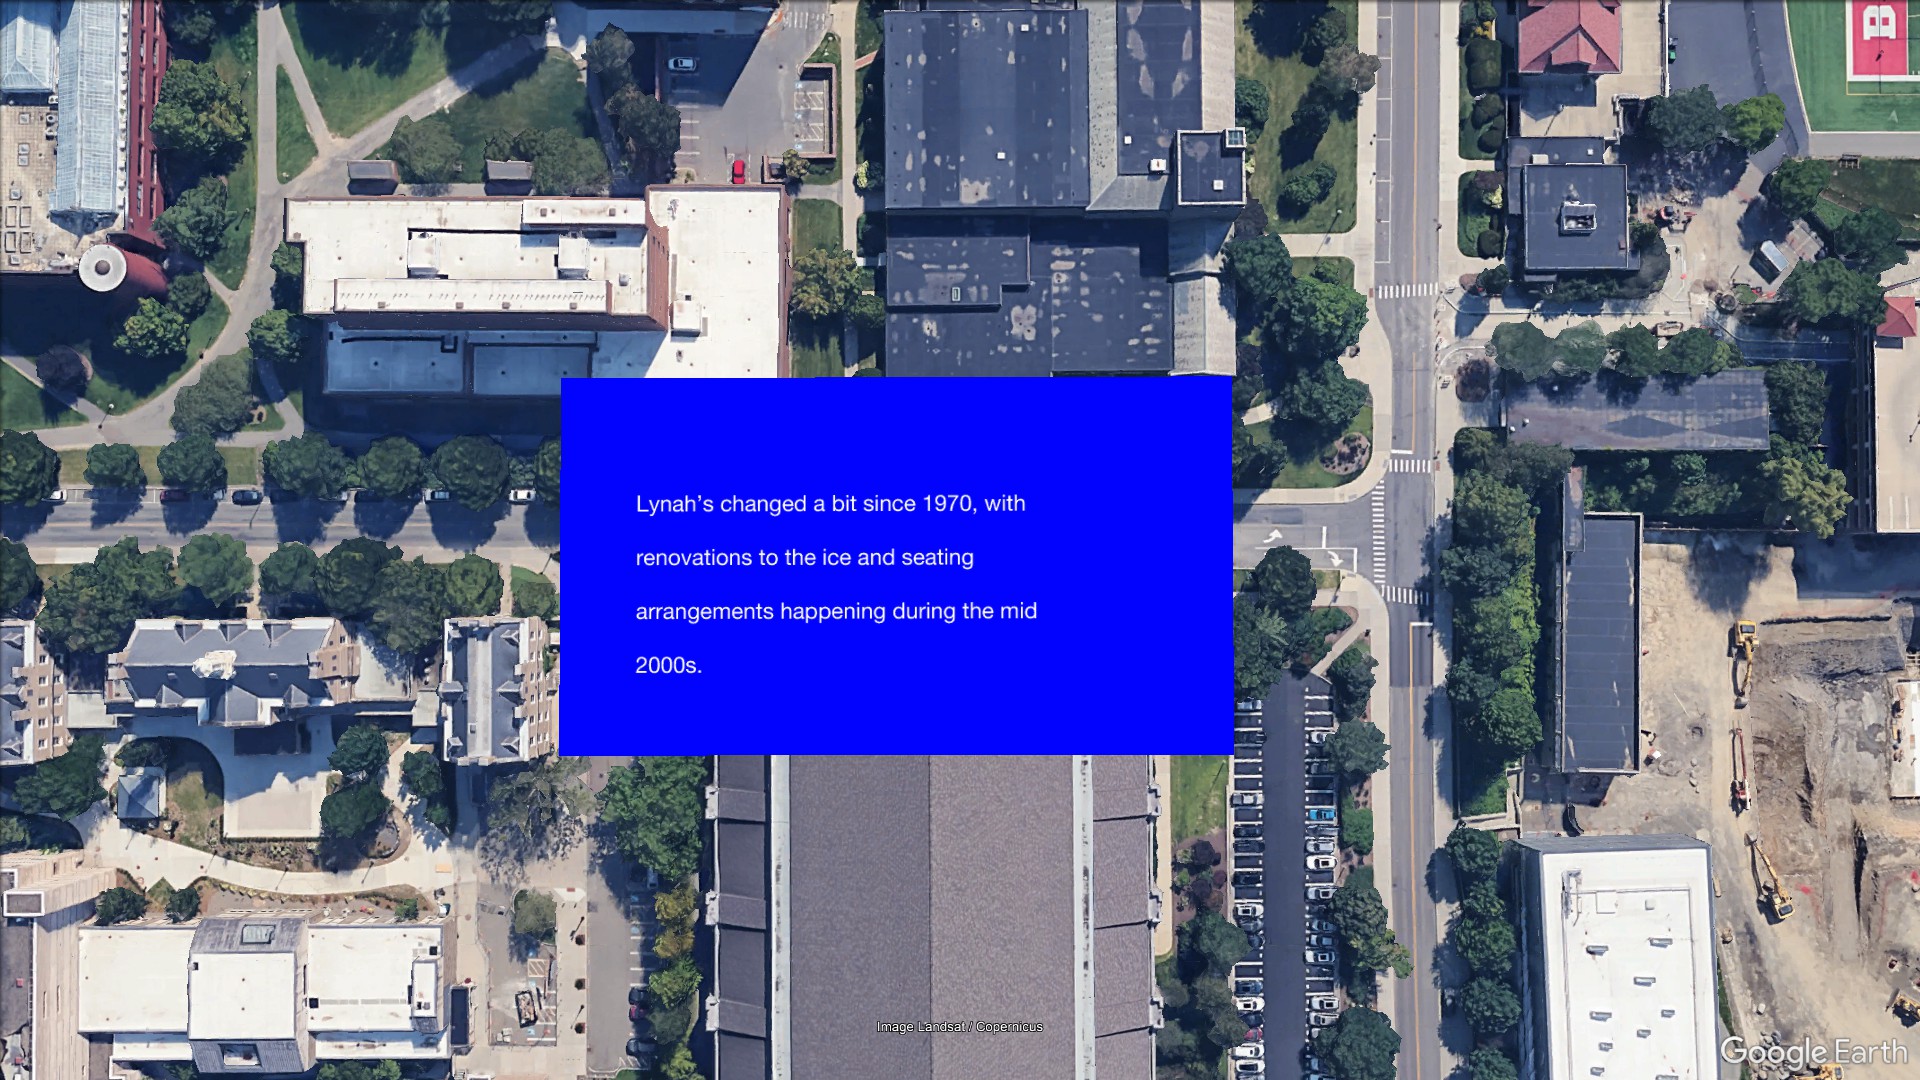 B
Lynah's changed a bit since 1970, with
renovations to the ice and seating
arrangements happening during the mid
2000s.
Image Landsat / Copernicus
Google Earth